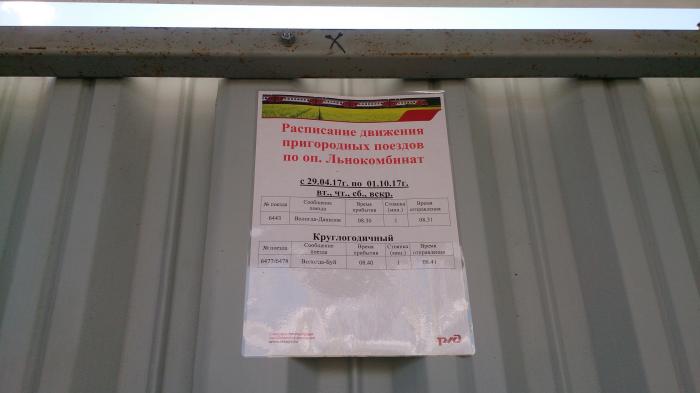 Расписание движения
пригородных поездов
по оп. Льнокомбинат
с 29.04.17г. по 01.10.17г.
вт., чт., сб., вскр.
№ поезда Сообщение поезда Время прибытия Стоянка (мин.) Время отправления
6443 Вологда-Данилов 08.30 1 08.31
Круглогодичный
№ поезда Сообщение поезда Время прибытия Стоянка (мин.) Время отправления
6477/6478 Вологда-Буй 08.40 1 08.41
РЖД